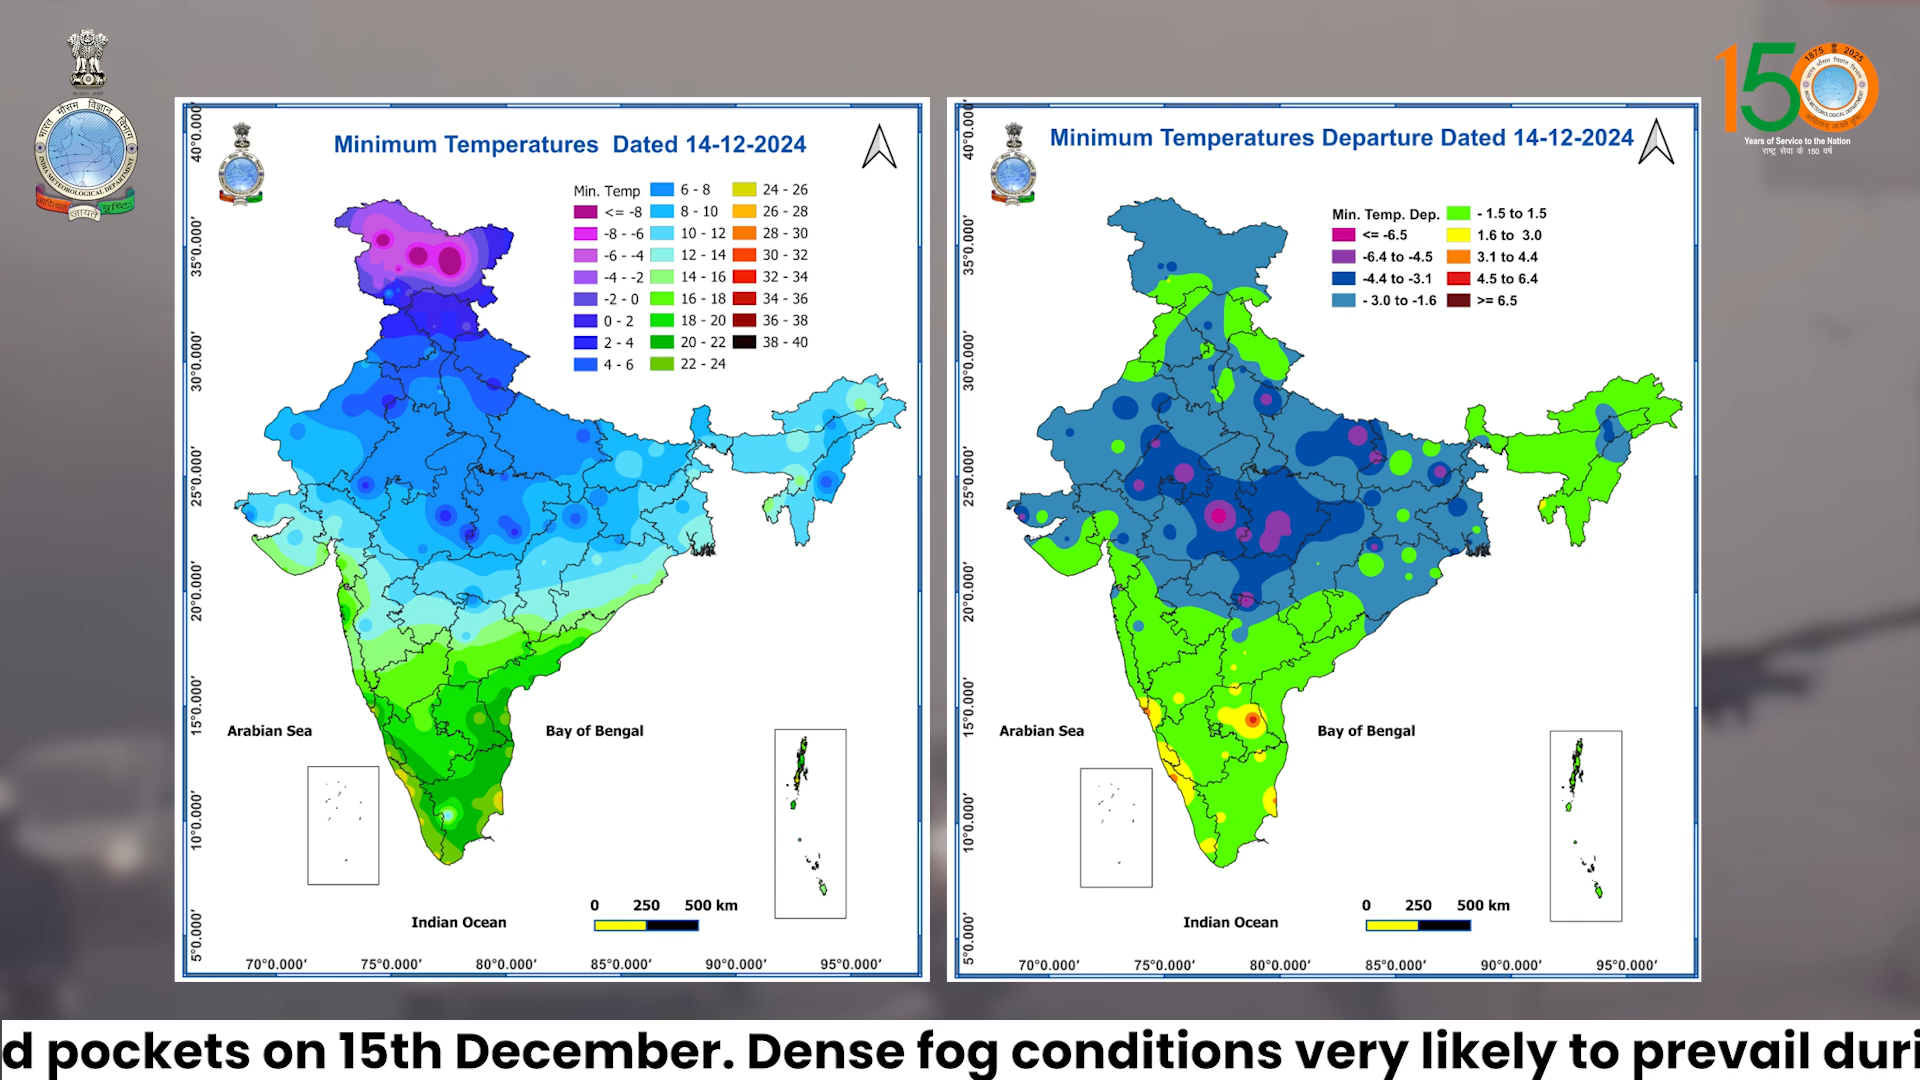 भारत मौसम विज्ञान विभाग
INDIA METEOROLOGICAL DEPARTMENT
आदित्यात् जायते वृष्टिः
150
1875 2025
Years of Service to the Nation
राष्ट्र सेवा के 150 वर्ष
Minimum Temperatures Dated 14-12-2024
Min. Temp
<= -8
-8 - -6
-6 - -4
-4 - -2
-2 - 0
0 - 2
2 - 4
4 - 6
6 - 8
8 - 10
10 - 12
12 - 14
14 - 16
16 - 18
18 - 20
20 - 22
22 - 24
24 - 26
26 - 28
28 - 30
30 - 32
32 - 34
34 - 36
36 - 38
38 - 40
40°0.000′
35°0.000′
30°0.000′
25°0.000′
20°0.000′
15°0.000′
10°0.000′
5°0.000′
Arabian Sea
Bay of Bengal
Indian Ocean
0 250 500 km
70°0.000′ 75°0.000′ 80°0.000′ 85°0.000′ 90°0.000′ 95°0.000′
Minimum Temperatures Departure Dated 14-12-2024
Min. Temp. Dep.
<= -6.5
-6.4 to -4.5
-4.4 to -3.1
- 3.0 to -1.6
- 1.5 to 1.5
1.6 to 3.0
3.1 to 4.4
4.5 to 6.4
>= 6.5
40°0.000′
35°0.000′
30°0.000′
25°0.000′
20°0.000′
15°0.000′
10°0.000′
5°0.000′
Arabian Sea
Bay of Bengal
Indian Ocean
0 250 500 km
70°0.000′ 75°0.000′ 80°0.000′ 85°0.000′ 90°0.000′ 95°0.000′
d pockets on 15th December. Dense fog conditions very likely to prevail duri